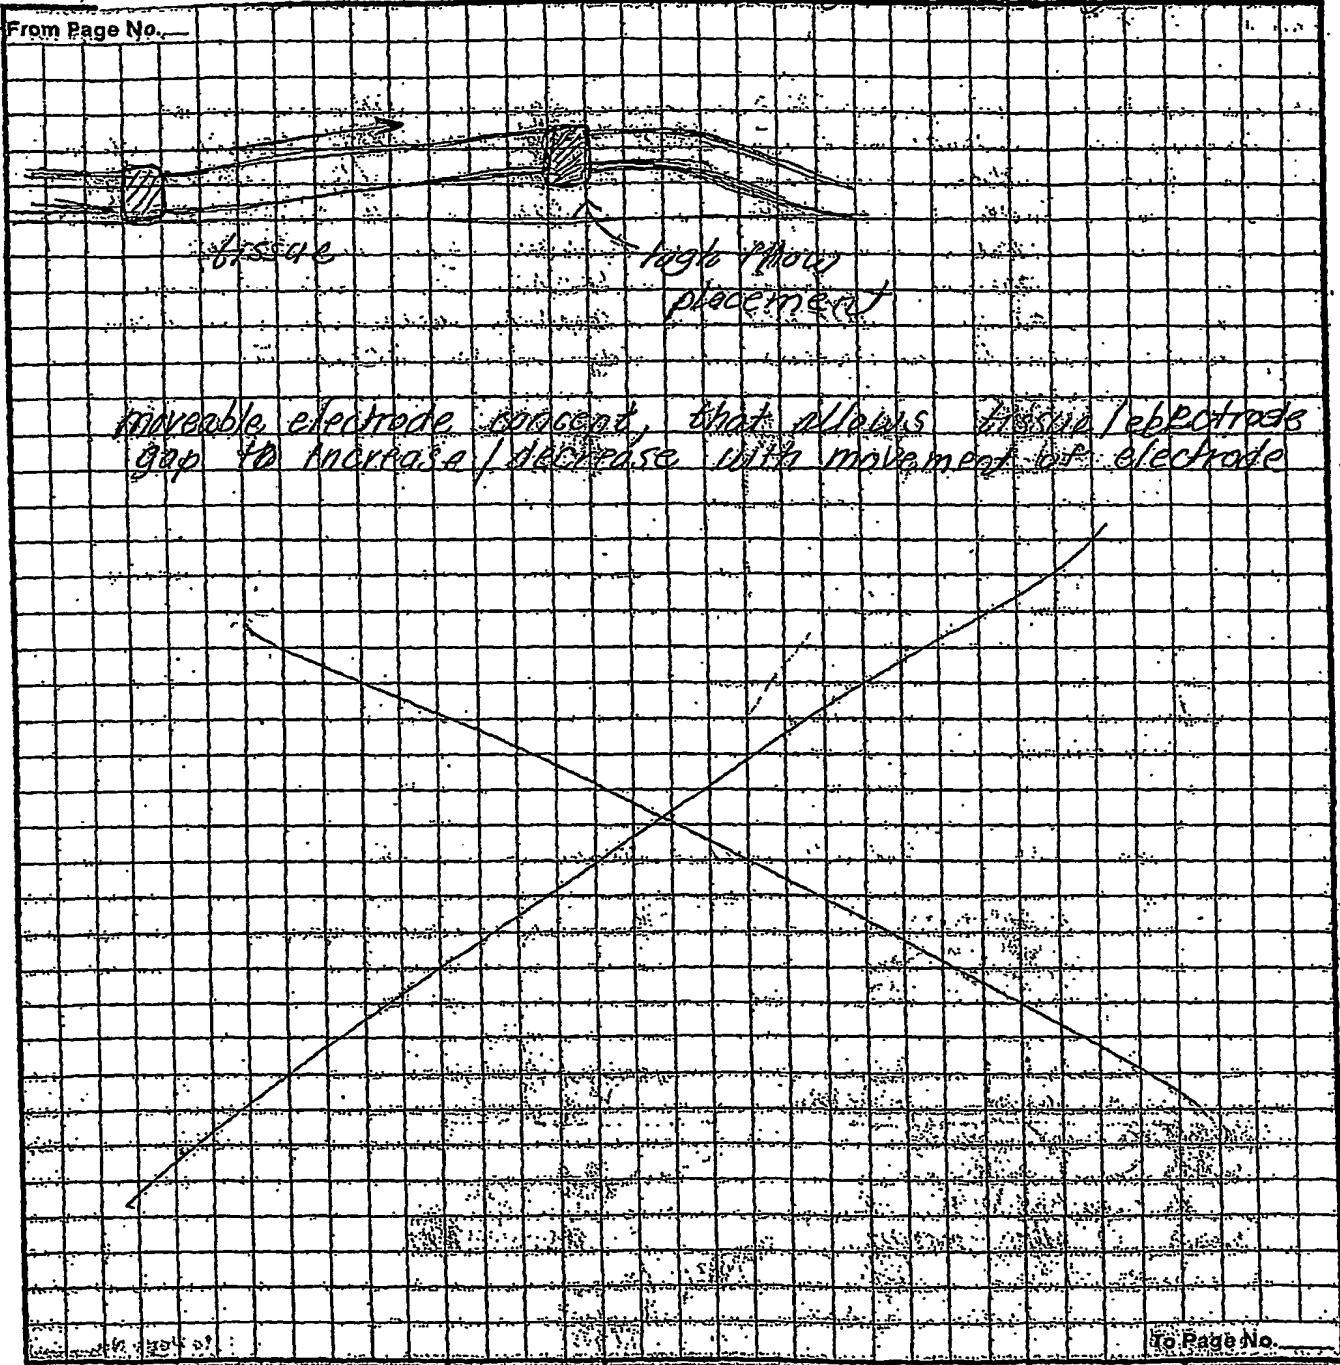 From Page No.
tissue
high flow
placement
moveable electrode concept, that allows tissue/electrode
gap to increase/decrease with movement of electrode
To Page No.